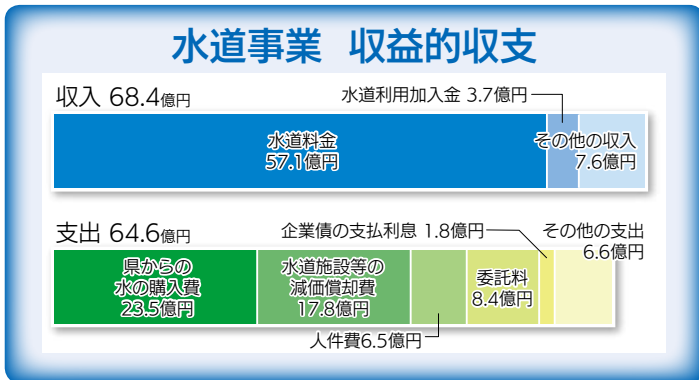 水道事業 収益的収支
収入 68.4億円
水道利用加入金 3.7億円
水道料金
57.1億円
その他の収入
7.6億円
支出 64.6億円
企業債の支払利息 1.8億円
その他の支出
6.6億円
県からの
水の購入費
23.5億円
水道施設等の
減価償却費
17.8億円
委託料
8.4億円
人件費6.5億円